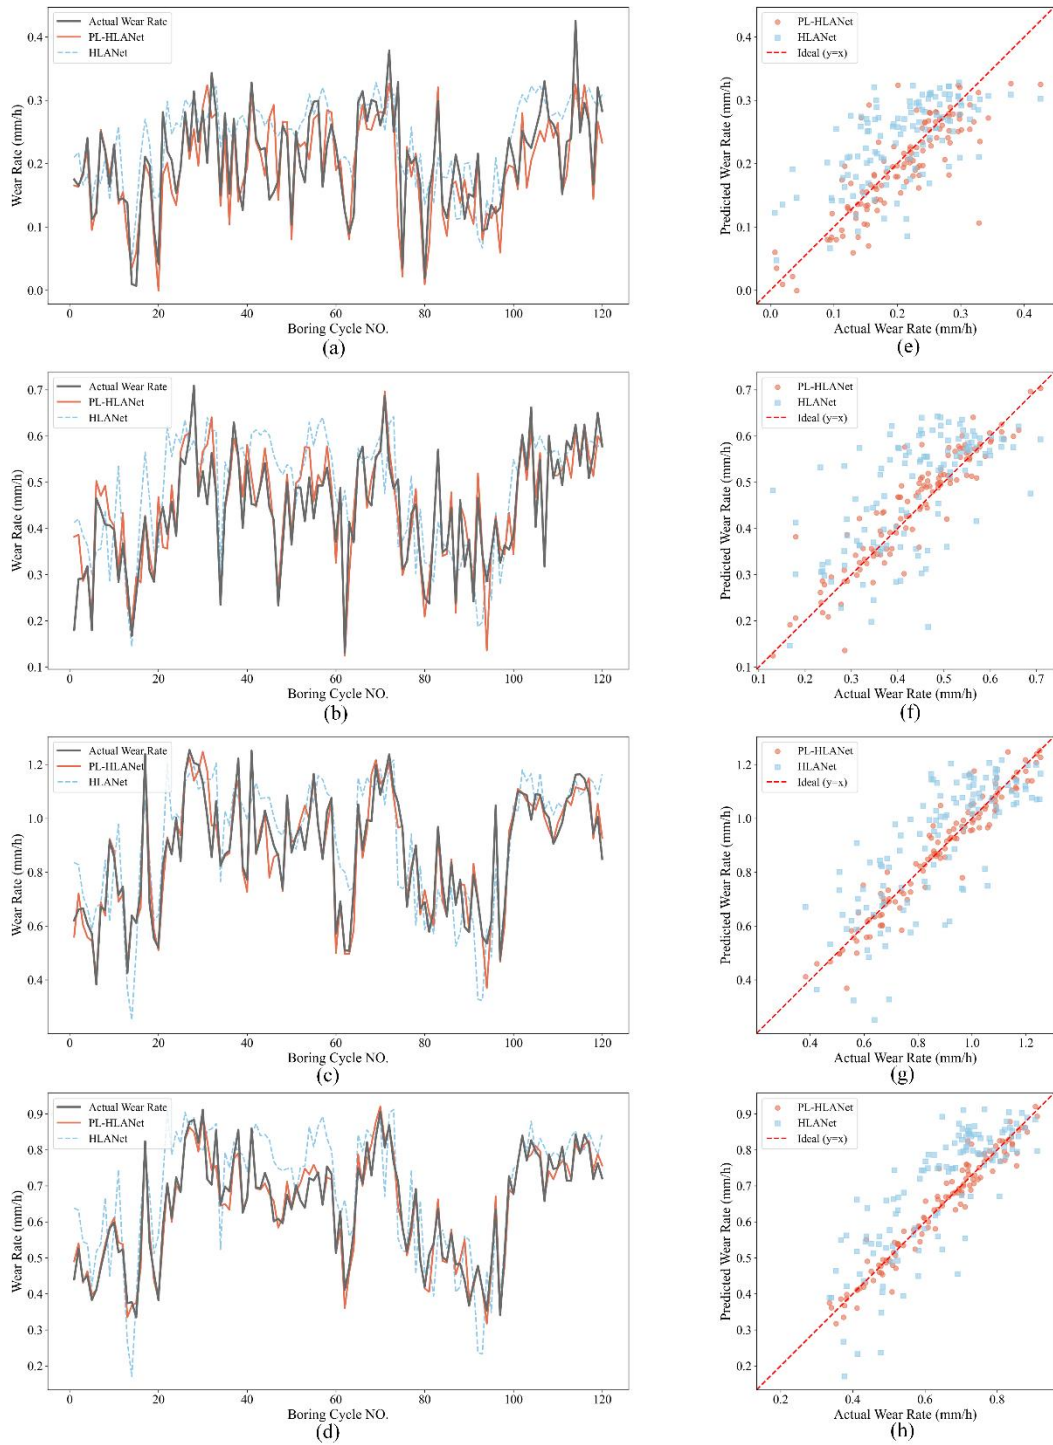 Actual Wear Rate
PL-HLANet
HLANet
Wear Rate (mm/h)
0.4
0.3
0.2
0.1
0.0
0 20 40 60 80 100 120
Boring Cycle NO.
(a)
PL-HLANet
HLANet
Ideal (y=x)
Predicted Wear Rate (mm/h)
0.4
0.3
0.2
0.1
0.0
0.0 0.1 0.2 0.3 0.4
Actual Wear Rate (mm/h)
(e)
Actual Wear Rate
PL-HLANet
HLANet
Wear Rate (mm/h)
0.7
0.6
0.5
0.4
0.3
0.2
0.1
0 20 40 60 80 100 120
Boring Cycle NO.
(b)
PL-HLANet
HLANet
Ideal (y=x)
Predicted Wear Rate (mm/h)
0.7
0.6
0.5
0.4
0.3
0.2
0.1
0.1 0.2 0.3 0.4 0.5 0.6 0.7
Actual Wear Rate (mm/h)
(f)
Actual Wear Rate
PL-HLANet
HLANet
Wear Rate (mm/h)
1.2
1.0
0.8
0.6
0.4
0 20 40 60 80 100 120
Boring Cycle NO.
(c)
PL-HLANet
HLANet
Ideal (y=x)
Predicted Wear Rate (mm/h)
1.2
1.0
0.8
0.6
0.4
0.4 0.6 0.8 1.0 1.2
Actual Wear Rate (mm/h)
(g)
Actual Wear Rate
PL-HLANet
HLANet
Wear Rate (mm/h)
0.9
0.8
0.7
0.6
0.5
0.4
0.3
0.2
0 20 40 60 80 100 120
Boring Cycle NO.
(d)
PL-HLANet
HLANet
Ideal (y=x)
Predicted Wear Rate (mm/h)
0.9
0.8
0.7
0.6
0.5
0.4
0.3
0.2
0.2 0.4 0.6 0.8
Actual Wear Rate (mm/h)
(h)